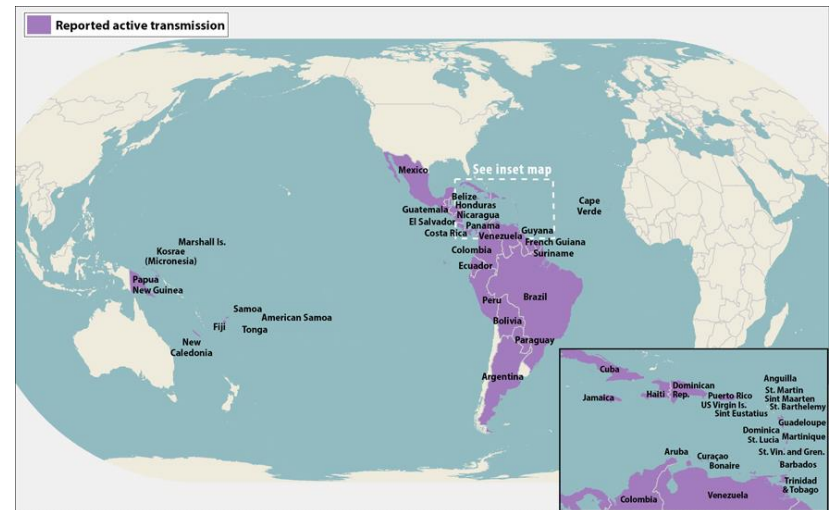 Reported active transmission
See inset map
Mexico
Belize
Honduras
Guatemala
Nicaragua
El Salvador
Panama
Costa Rica
Venezuela
Guyana
French Guiana
Suriname
Colombia
Ecuador
Peru
Brazil
Bolivia
Paraguay
Argentina
Cape
Verde
Marshall Is.
Kosrae
(Micronesia)
Papua
New Guinea
Samoa
American Samoa
Fiji
Tonga
New
Caledonia
Cuba
Jamaica
Haiti
Dominican
Rep.
Puerto Rico
US Virgin Is.
Sint Eustatius
Anguilla
St. Martin
Sint Maarten
St. Barthelemy
Guadeloupe
Dominica
St. Lucia
Martinique
St. Vin. and Gren.
Barbados
Aruba
Curaçao
Bonaire
Trinidad
& Tobago
Colombia
Venezuela